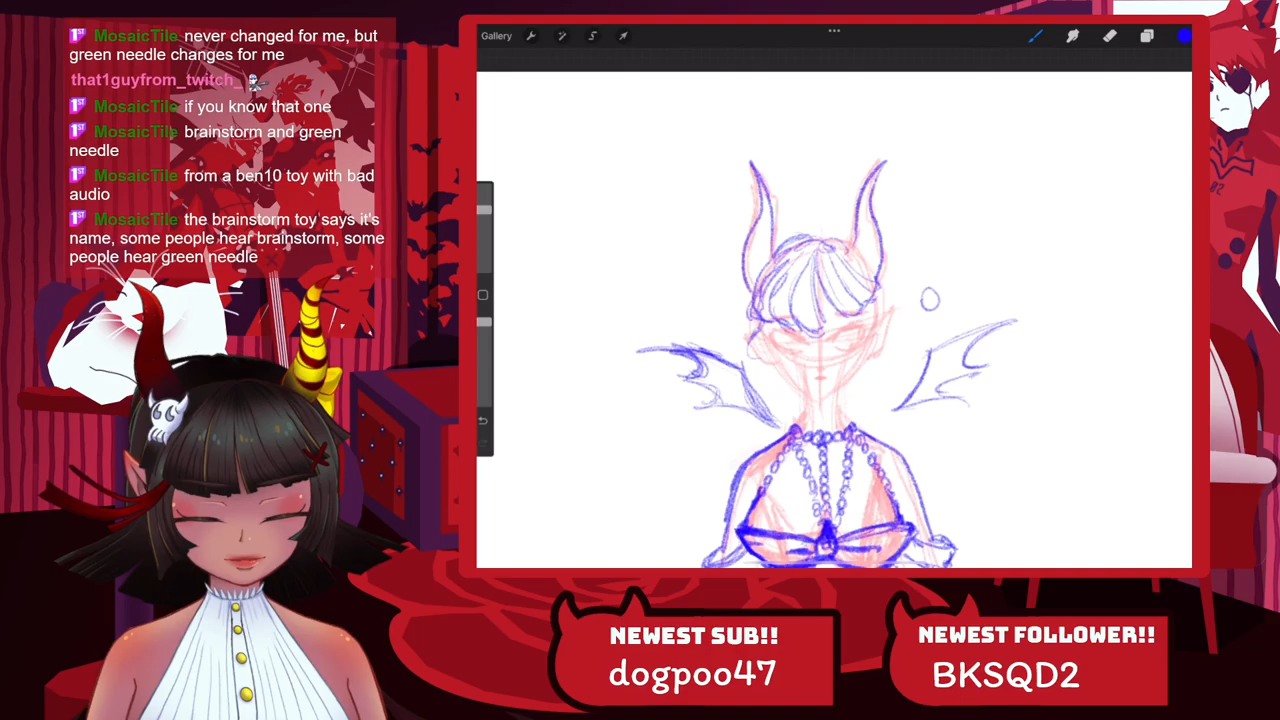 MosaicTile never changed for me, but
green needle changes for me
that1guyfrom_twitch_
MosaicTile if you know that one
MosaicTile brainstorm and green
needle
MosaicTile from a ben10 toy with bad
audio
MosaicTile the brainstorm toy says it's
name, some people hear brainstorm, some
people hear green needle
Gallery
NEWEST SUB!!
dogpoo47
NEWEST FOLLOWER!!
BKSQD2